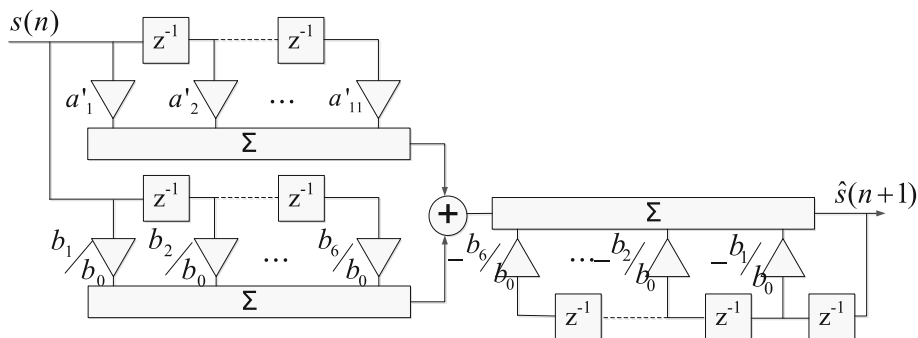 s(n)
z⁻¹ z⁻¹
a'₁ a'₂ ... a'₁₁
Σ
z⁻¹ z⁻¹
b₁/b₀ b₂/b₀ ... b₆/b₀
Σ
+
Σ
ŝ(n+1)
−b₆/b₀ ... −b₂/b₀ −b₁/b₀
z⁻¹ z⁻¹ z⁻¹